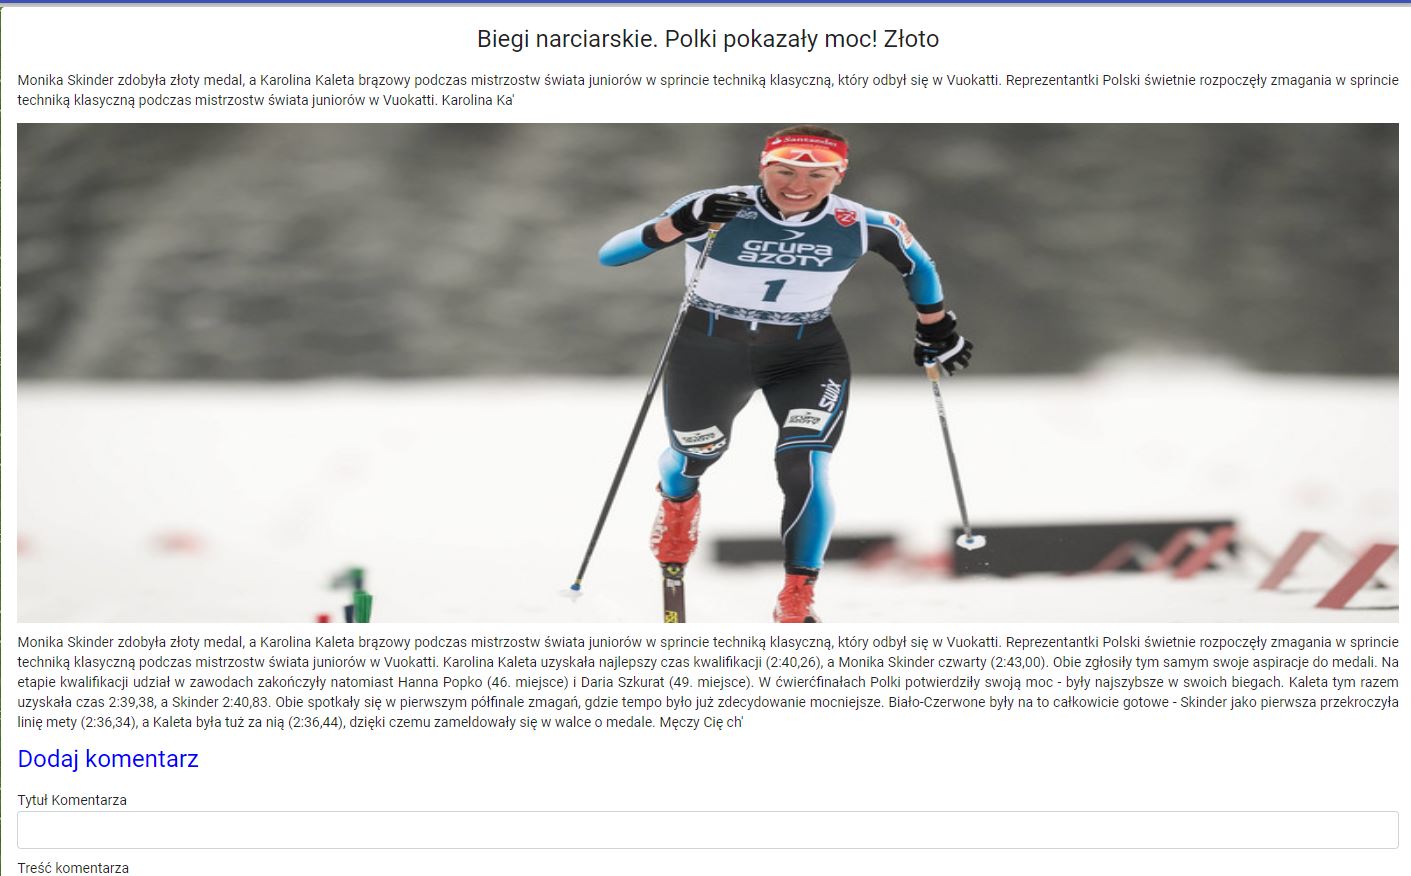 Biegi narciarskie. Polki pokazały moc! Złoto
Monika Skinder zdobyła złoty medal, a Karolina Kaleta brązowy podczas mistrzostw świata juniorów w sprincie techniką klasyczną, który odbył się w Vuokatti. Reprezentantki Polski świetnie rozpoczęły zmagania w sprincie
techniką klasyczną podczas mistrzostw świata juniorów w Vuokatti. Karolina Ka'
Santander
GRUPA
AZOTY
1
SWIX
GRUPA
AZOTY
GRUPA
AZOTY
Monika Skinder zdobyła złoty medal, a Karolina Kaleta brązowy podczas mistrzostw świata juniorów w sprincie techniką klasyczną, który odbył się w Vuokatti. Reprezentantki Polski świetnie rozpoczęły zmagania w sprincie
techniką klasyczną podczas mistrzostw świata juniorów w Vuokatti. Karolina Kaleta uzyskała najlepszy czas kwalifikacji (2:40,26), a Monika Skinder czwarty (2:43,00). Obie zgłosiły tym samym swoje aspiracje do medali. Na
etapie kwalifikacji udział w zawodach zakończyły natomiast Hanna Popko (46. miejsce) i Daria Szkurat (49. miejsce). W ćwierćfinałach Polki potwierdziły swoją moc - były najszybsze w swoich biegach. Kaleta tym razem
uzyskała czas 2:39,38, a Skinder 2:40,83. Obie spotkały się w pierwszym półfinale zmagań, gdzie tempo było już zdecydowanie mocniejsze. Biało-Czerwone były na to całkowicie gotowe - Skinder jako pierwsza przekroczyła
linię mety (2:36,34), a Kaleta była tuż za nią (2:36,44), dzięki czemu zameldowały się w walce o medale. Męczy Cię ch'
Dodaj komentarz
Tytuł Komentarza
Treść komentarza